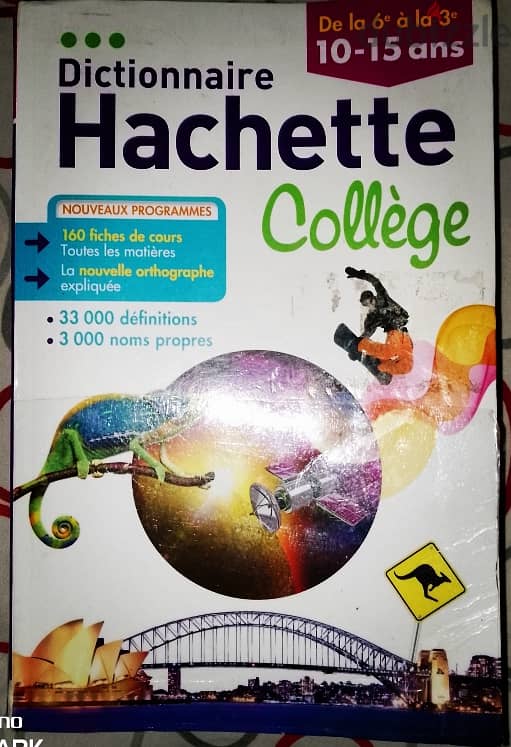 De la 6e à la 3e
10-15 ans
Dictionnaire
Hachette
Collège
NOUVEAUX PROGRAMMES
160 fiches de cours
Toutes les matières
La nouvelle orthographe
expliquée
• 33 000 définitions
• 3 000 noms propres